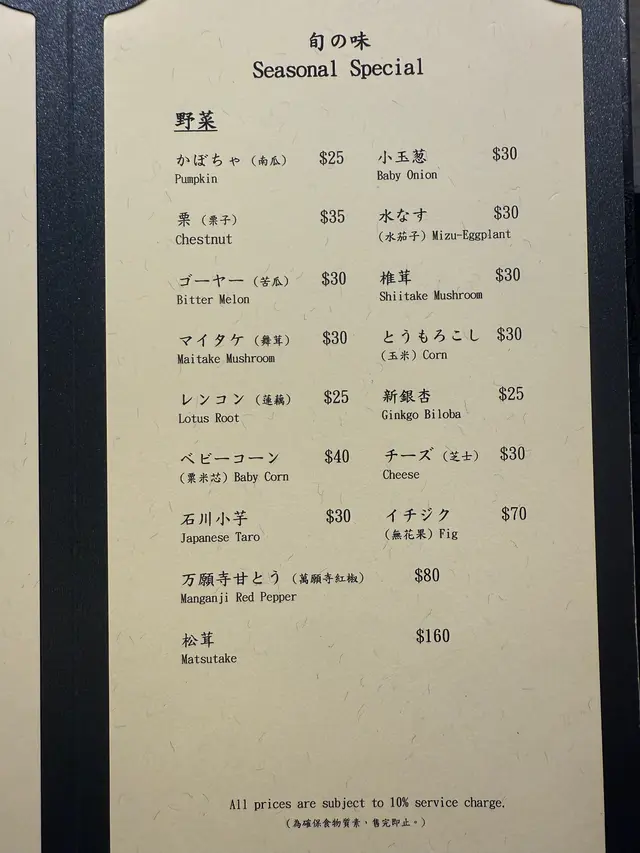 旬の味
Seasonal Special
野菜
かぼちゃ (南瓜) $25
Pumpkin
小玉葱 $30
Baby Onion
栗 (栗子) $35
Chestnut
水なす $30
(水茄子) Mizu-Eggplant
ゴーヤー (苦瓜) $30
Bitter Melon
椎茸 $30
Shiitake Mushroom
マイタケ (舞茸) $30
Maitake Mushroom
とうもろこし $30
(玉米) Corn
レンコン (蓮藕) $25
Lotus Root
新銀杏 $25
Ginkgo Biloba
ベビーコーン $40
(粟米芯) Baby Corn
チーズ (芝士) $30
Cheese
石川小芋 $30
Japanese Taro
イチジク $70
(無花果) Fig
万願寺甘とう (萬願寺紅椒) $80
Manganji Red Pepper
松茸 $160
Matsutake
All prices are subject to 10% service charge.
(為確保食物質素，售完即止。)